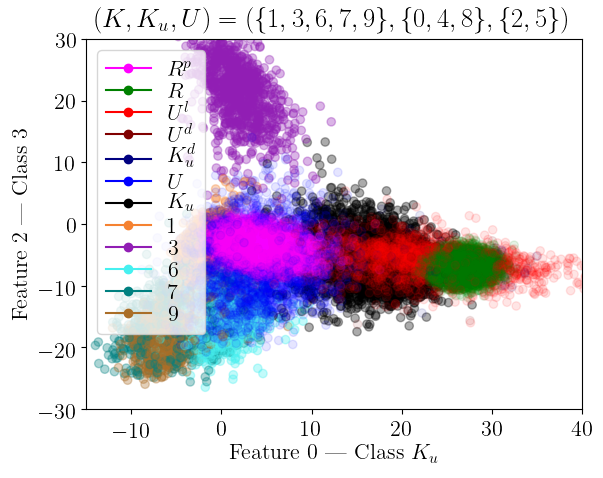 (K, K_u, U) = ({1, 3, 6, 7, 9}, {0, 4, 8}, {2, 5})
30
20
10
0
−10
−20
−30
Feature 2 — Class 3
R^p
R
U^l
U^d
K_u^d
U
K_u
1
3
6
7
9
−10
0
10
20
30
40
Feature 0 — Class K_u